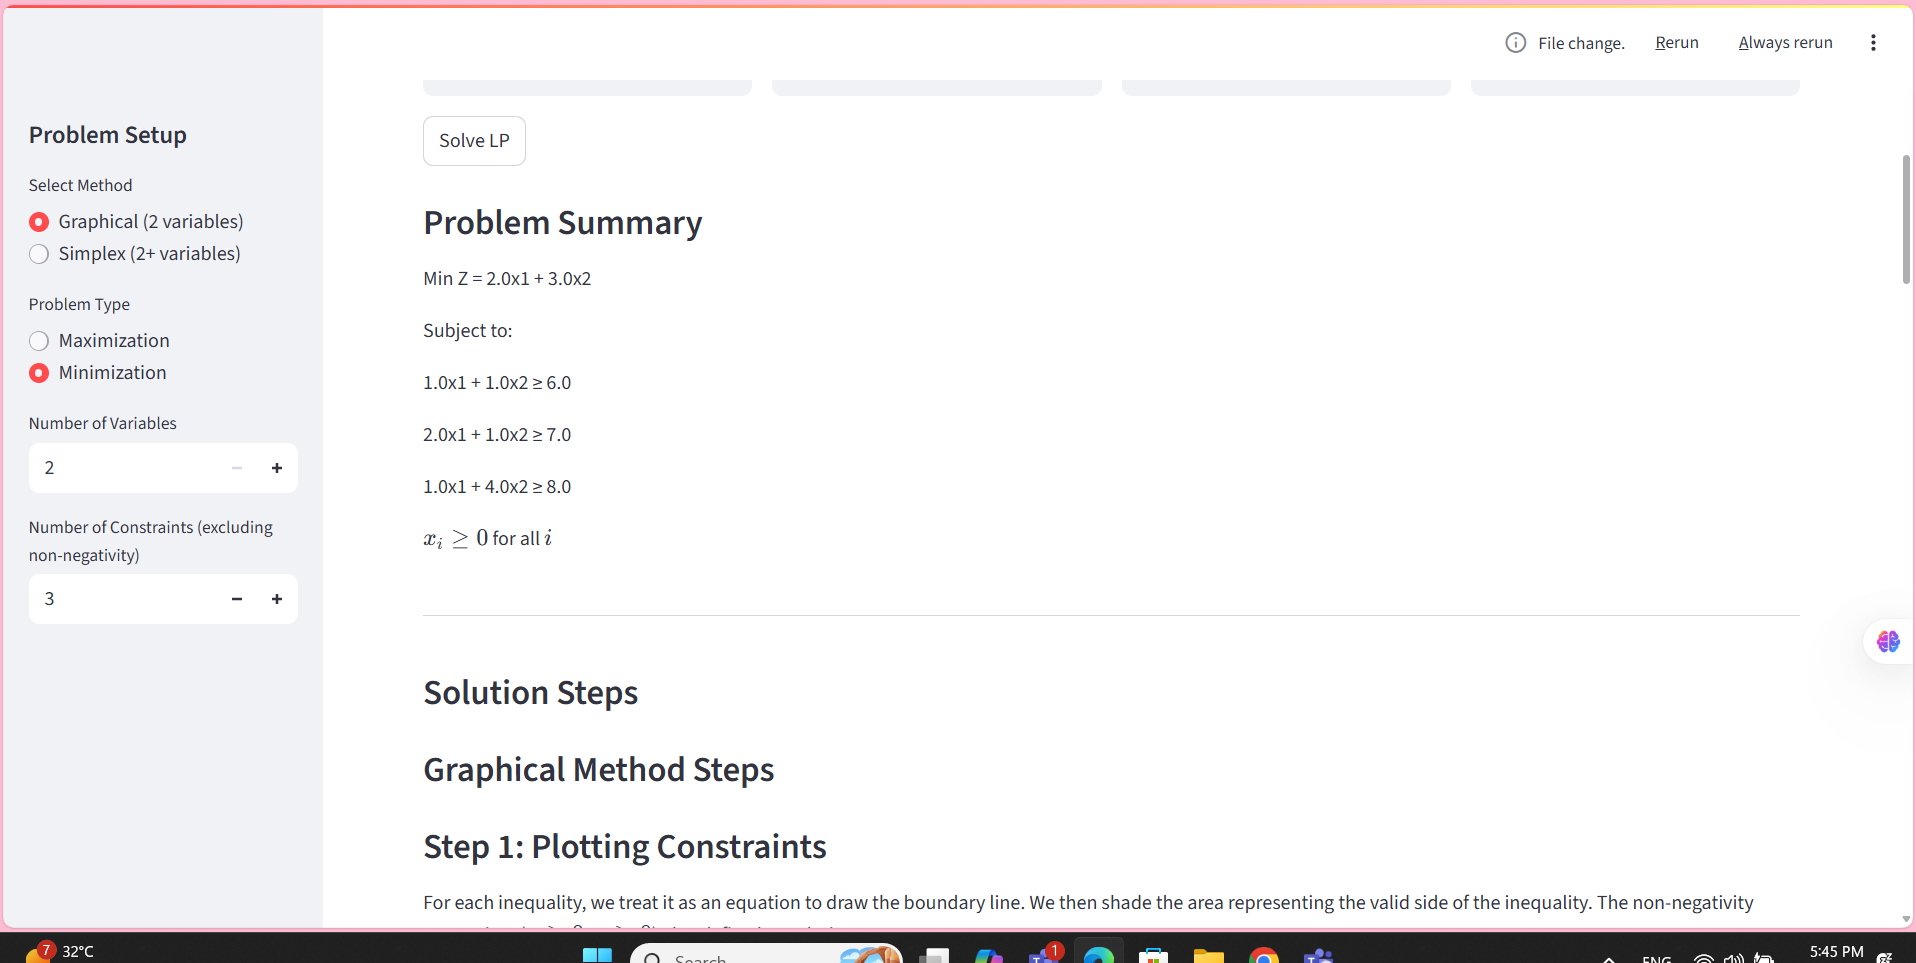 File change.
Rerun
Always rerun
Problem Setup
Select Method
Graphical (2 variables)
Simplex (2+ variables)
Problem Type
Maximization
Minimization
Number of Variables
2
Number of Constraints (excluding
non-negativity)
3
Solve LP
Problem Summary
Min Z = 2.0x1 + 3.0x2
Subject to:
1.0x1 + 1.0x2 ≥ 6.0
2.0x1 + 1.0x2 ≥ 7.0
1.0x1 + 4.0x2 ≥ 8.0
xᵢ ≥ 0 for all i
Solution Steps
Graphical Method Steps
Step 1: Plotting Constraints
For each inequality, we treat it as an equation to draw the boundary line. We then shade the area representing the valid side of the inequality. The non-negativity
7
32°C
Search
1
ENG
5:45 PM